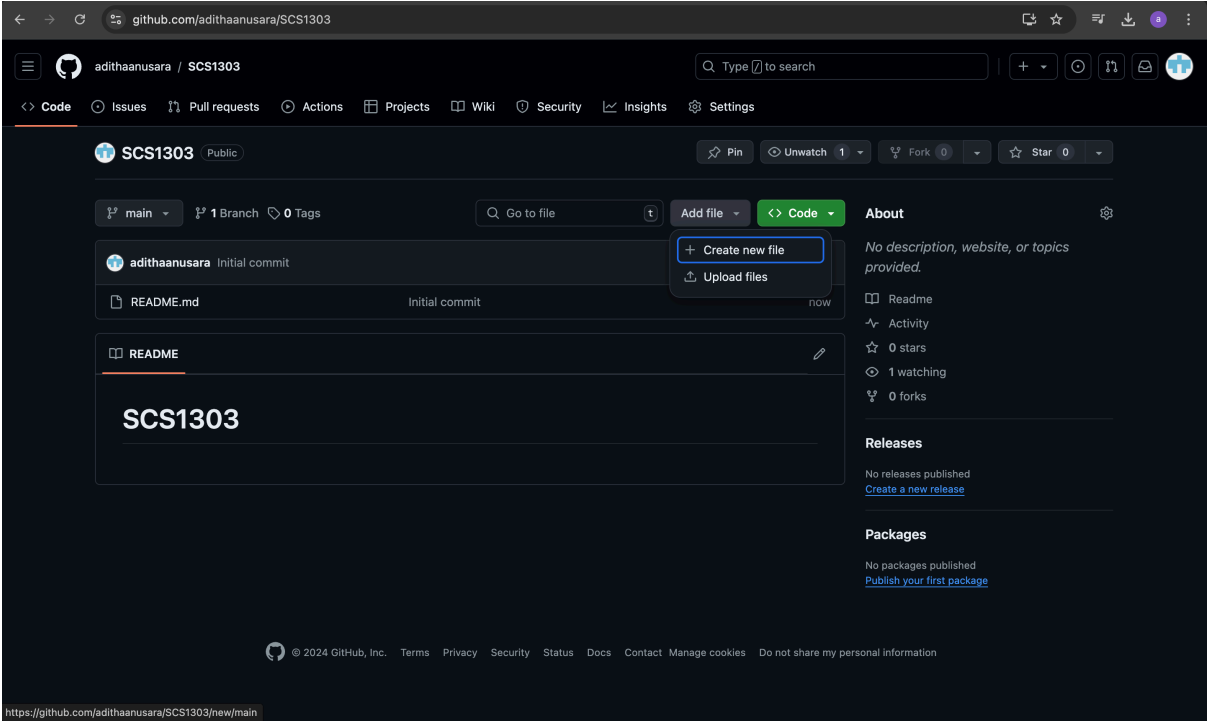 github.com/adithaanusara/SCS1303
a
adithaanusara / SCS1303
Type / to search
Code Issues Pull requests Actions Projects Wiki Security Insights Settings
SCS1303 Public
Pin Unwatch 1 Fork 0 Star 0
main 1 Branch 0 Tags
Go to file t Add file Code
Create new file
Upload files
adithaanusara Initial commit
README.md Initial commit now
README
SCS1303
About
No description, website, or topics
provided.
Readme
Activity
0 stars
1 watching
0 forks
Releases
No releases published
Create a new release
Packages
No packages published
Publish your first package
© 2024 GitHub, Inc. Terms Privacy Security Status Docs Contact Manage cookies Do not share my personal information
https://github.com/adithaanusara/SCS1303/new/main